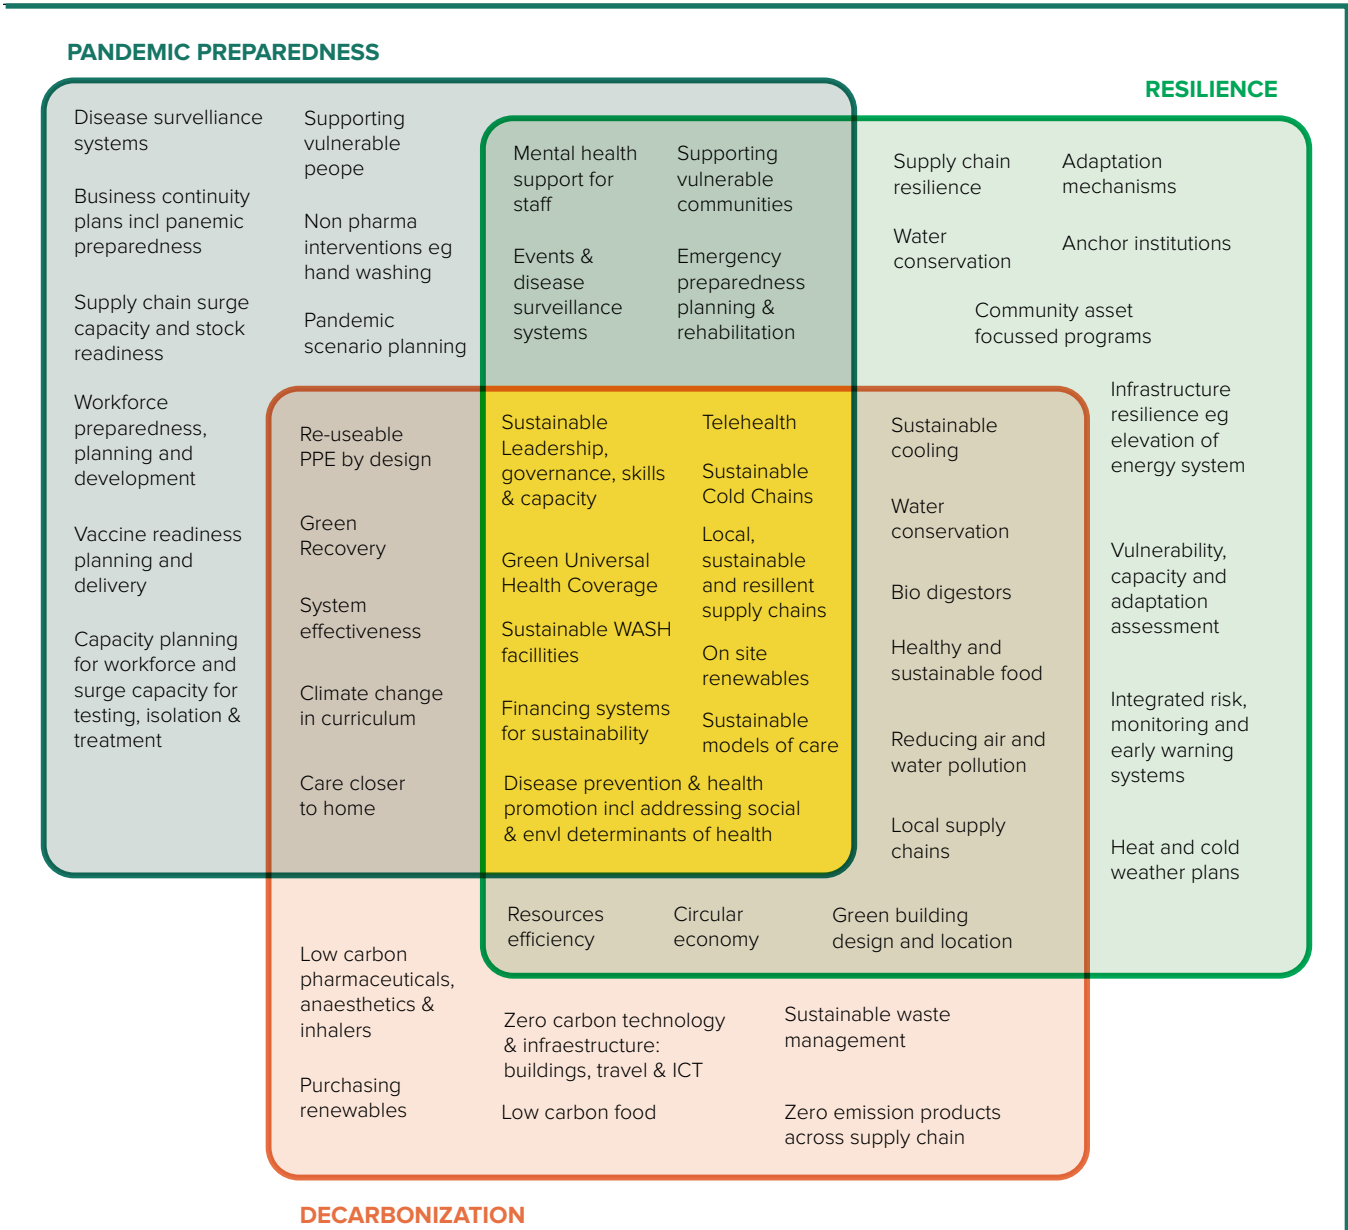 PANDEMIC PREPAREDNESS
RESILIENCE
Disease survelliance
systems
Business continuity
plans incl panemic
preparedness
Supply chain surge
capacity and stock
readiness
Workforce
preparedness,
planning and
development
Vaccine readiness
planning and
delivery
Capacity planning
for workforce and
surge capacity for
testing, isolation &
treatment
Supporting
vulnerable
peope
Non pharma
interventions eg
hand washing
Pandemic
scenario planning
Mental health
support for
staff
Events &
disease
surveillance
systems
Supporting
vulnerable
communities
Emergency
preparedness
planning &
rehabilitation
Supply chain
resilience
Water
conservation
Adaptation
mechanisms
Anchor institutions
Community asset
focussed programs
Infrastructure
resilience eg
elevation of
energy system
Vulnerability,
capacity and
adaptation
assessment
Integrated risk,
monitoring and
early warning
systems
Heat and cold
weather plans
Re-useable
PPE by design
Green
Recovery
System
effectiveness
Climate change
in curriculum
Care closer
to home
Sustainable
Leadership,
governance, skills
& capacity
Green Universal
Health Coverage
Sustainable WASH
facillities
Financing systems
for sustainability
Telehealth
Sustainable
Cold Chains
Local,
sustainable
and resillent
supply chains
On site
renewables
Sustainable
models of care
Disease prevention & health
promotion incl addressing social
& envl determinants of health
Sustainable
cooling
Water
conservation
Bio digestors
Healthy and
sustainable food
Reducing air and
water pollution
Local supply
chains
Resources
efficiency
Circular
economy
Green building
design and location
Low carbon
pharmaceuticals,
anaesthetics &
inhalers
Purchasing
renewables
Zero carbon technology
& infraestructure:
buildings, travel & ICT
Low carbon food
Sustainable waste
management
Zero emission products
across supply chain
DECARBONIZATION